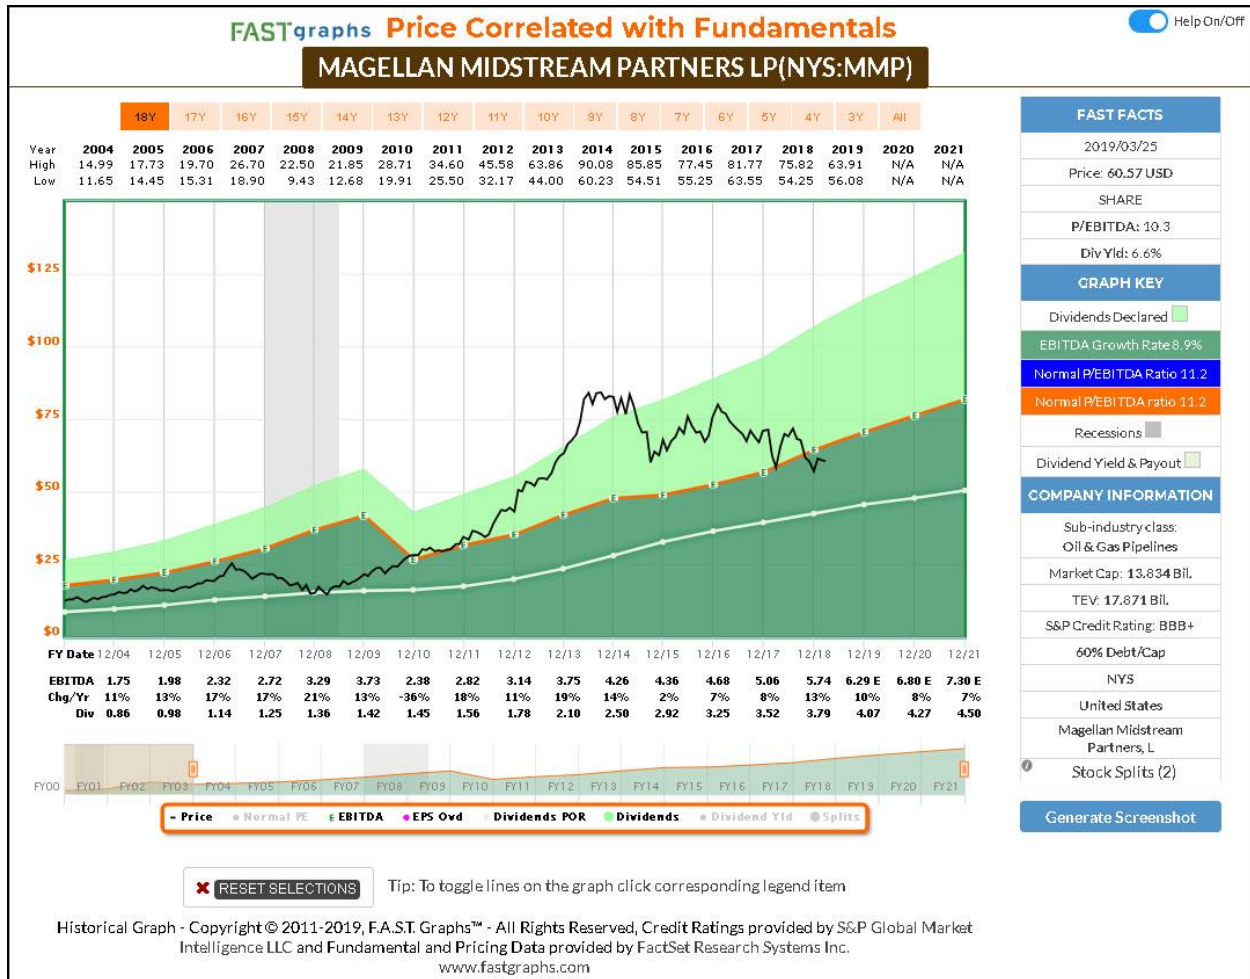 FAST graphs Price Correlated with Fundamentals
Help On/Off
MAGELLAN MIDSTREAM PARTNERS LP(NYS:MMP)
18Y 17Y 16Y 15Y 14Y 13Y 12Y 11Y 10Y 9Y 8Y 7Y 6Y 5Y 4Y 3Y All
Year 2004 2005 2006 2007 2008 2009 2010 2011 2012 2013 2014 2015 2016 2017 2018 2019 2020 2021
High 14.99 17.73 19.70 26.70 22.50 21.85 28.71 34.60 45.58 63.86 90.08 85.85 77.45 81.77 75.82 63.91 N/A N/A
Low 11.65 14.45 15.31 18.90 9.43 12.68 19.91 25.50 32.17 44.00 60.23 54.51 55.25 63.55 54.25 56.08 N/A N/A
$125
$100
$75
$50
$25
$0
FY Date 12/04 12/05 12/06 12/07 12/08 12/09 12/10 12/11 12/12 12/13 12/14 12/15 12/16 12/17 12/18 12/19 12/20 12/21
EBITDA 1.75 1.98 2.32 2.72 3.29 3.73 2.38 2.82 3.14 3.75 4.26 4.36 4.68 5.06 5.74 6.29 E 6.80 E 7.30 E
Chg/Yr 11% 13% 17% 17% 21% 13% -36% 18% 11% 19% 14% 2% 7% 8% 13% 10% 8% 7%
Div 0.86 0.98 1.14 1.25 1.36 1.42 1.45 1.56 1.78 2.10 2.50 2.92 3.25 3.52 3.79 4.07 4.27 4.50
FY00 FY01 FY02 FY03 FY04 FY05 FY06 FY07 FY08 FY09 FY10 FY11 FY12 FY13 FY14 FY15 FY16 FY17 FY18 FY19 FY20 FY21
Price Normal PE E EBITDA EPS Ovd Dividends POR Dividends Dividend Yld Splits
RESET SELECTIONS
Tip: To toggle lines on the graph click corresponding legend item
FAST FACTS
2019/03/25
Price: 60.57 USD
SHARE
P/EBITDA: 10.3
Div Yld: 6.6%
GRAPH KEY
Dividends Declared
EBITDA Growth Rate 8.9%
Normal P/EBITDA Ratio 11.2
Normal P/EBITDA ratio 11.2
Recessions
Dividend Yield & Payout
COMPANY INFORMATION
Sub-industry class:
Oil & Gas Pipelines
Market Cap: 13.834 Bil.
TEV: 17.871 Bil.
S&P Credit Rating: BBB+
60% Debt/Cap
NYS
United States
Magellan Midstream
Partners, L
Stock Splits (2)
Generate Screenshot
Historical Graph - Copyright © 2011-2019, F.A.S.T. Graphs™ - All Rights Reserved, Credit Ratings provided by S&P Global Market
Intelligence LLC and Fundamental and Pricing Data provided by FactSet Research Systems Inc.
www.fastgraphs.com